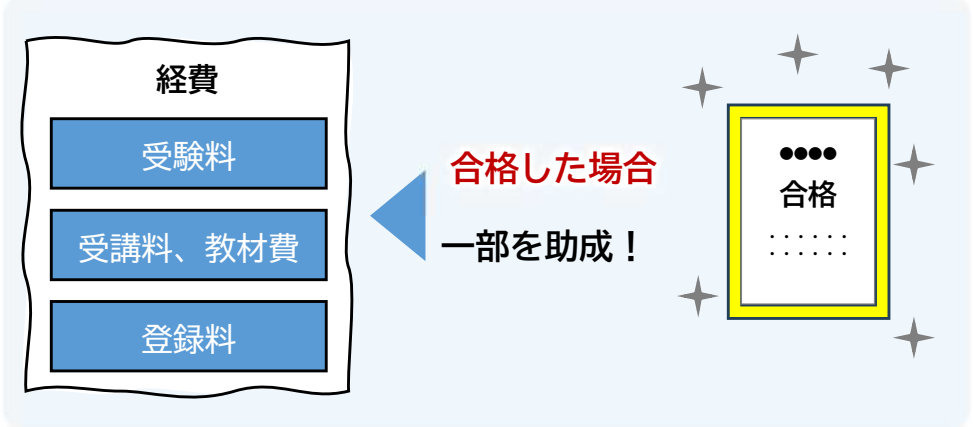 経費
受験料
受講料、教材費
登録料
合格した場合
一部を助成！
●●●●
合格
......
......